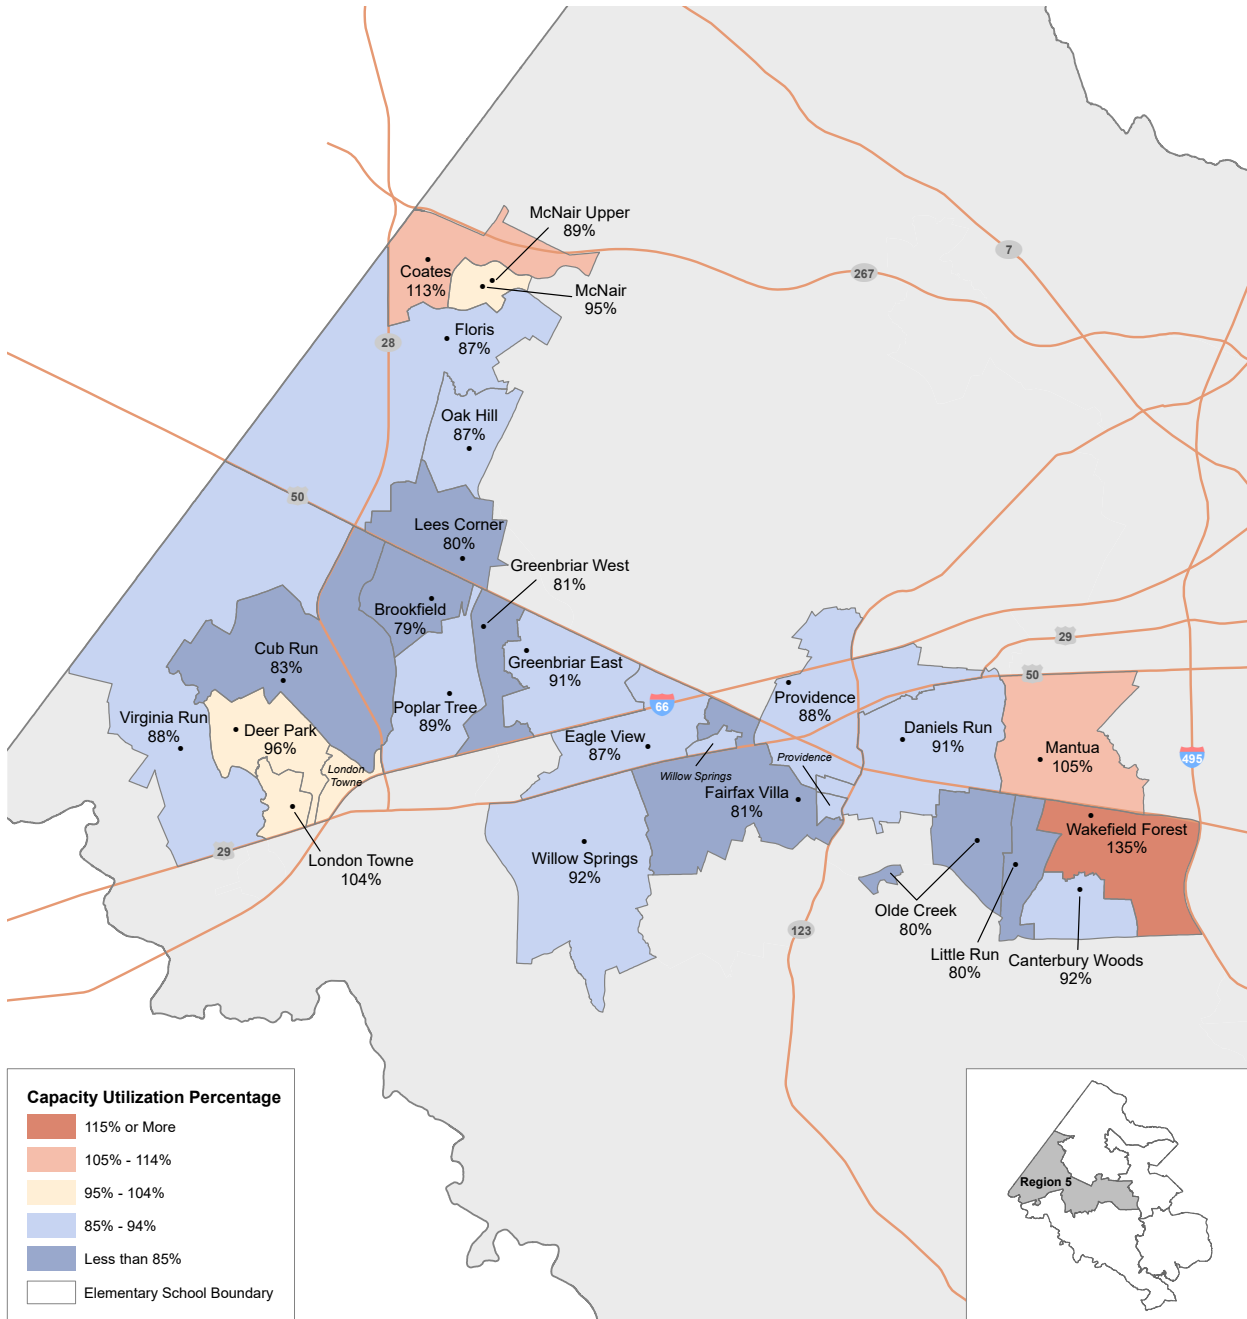 McNair Upper
89%
7
267
Coates
113%
McNair
95%
Floris
87%
28
Oak Hill
87%
50
Lees Corner
80%
Greenbriar West
81%
Brookfield
79%
29
Cub Run
83%
Greenbriar East
91%
50
Providence
88%
Poplar Tree
89%
66
Virginia Run
88%
Deer Park
96%
Daniels Run
91%
Eagle View
87%
Mantua
105%
495
London
Towne
Willow Springs
Providence
Fairfax Villa
81%
Wakefield Forest
135%
29
London Towne
104%
Willow Springs
92%
Olde Creek
80%
123
Little Run
80%
Canterbury Woods
92%
Capacity Utilization Percentage
115% or More
105% - 114%
95% - 104%
85% - 94%
Less than 85%
Elementary School Boundary
Region 5